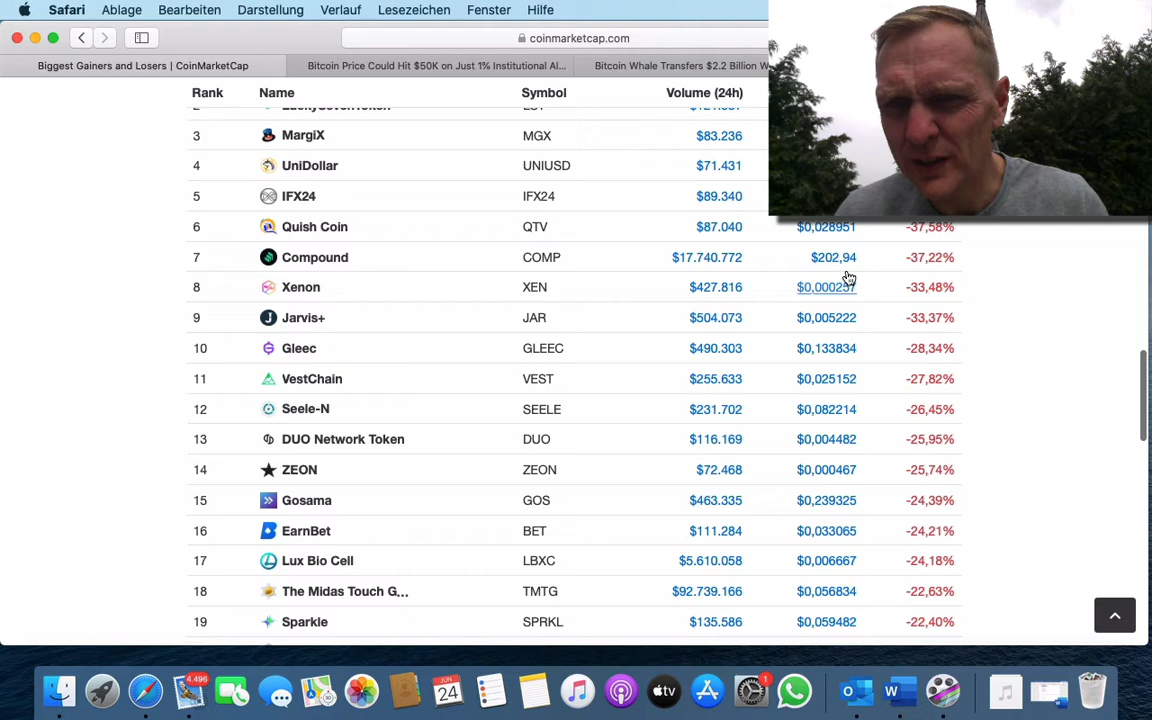 Safari Ablage Bearbeiten Darstellung Verlauf Lesezeichen Fenster Hilfe
coinmarketcap.com
Biggest Gainers and Losers | CoinMarketCap Bitcoin Price Could Hit $50K on Just 1% Institutional Al... Bitcoin Whale Transfers $2.2 Billion W
Rank Name Symbol Volume (24h)
3 MargiX MGX $83.236
4 UniDollar UNIUSD $71.431
5 IFX24 IFX24 $89.340
6 Quish Coin QTV $87.040 $0,028951 -37,58%
7 Compound COMP $17.740.772 $202,94 -37,22%
8 Xenon XEN $427.816 -33,48%
9 Jarvis+ JAR $504.073 $0,005222 -33,37%
10 Gleec GLEEC $490.303 $0,133834 -28,34%
11 VestChain VEST $255.633 $0,025152 -27,82%
12 Seele-N SEELE $231.702 $0,082214 -26,45%
13 DUO Network Token DUO $116.169 $0,004482 -25,95%
14 ZEON ZEON $72.468 $0,000467 -25,74%
15 Gosama GOS $463.335 $0,239325 -24,39%
16 EarnBet BET $111.284 $0,033065 -24,21%
17 Lux Bio Cell LBXC $5.610.058 $0,006667 -24,18%
18 The Midas Touch G... TMTG $92.739.166 $0,056834 -22,63%
19 Sparkle SPRKL $135.586 $0,059482 -22,40%
4.496 JUN 24 tv 1